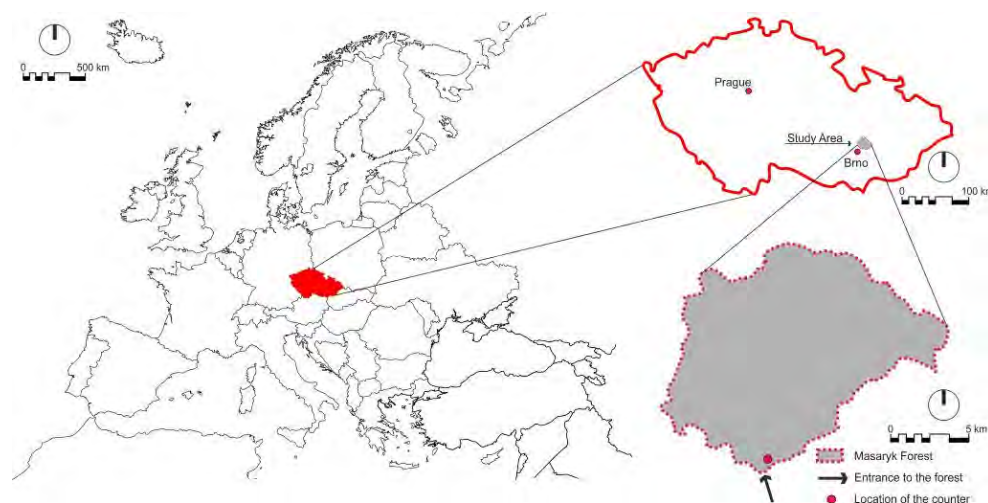 0 500 km
Prague
Study Area
Brno
0 100 km
0 5 km
Masaryk Forest
Entrance to the forest
Location of the counter